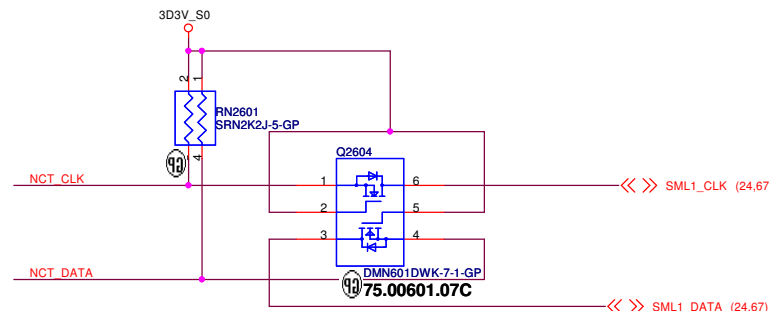 3D3V_S0
2
1
RN2601
SRN2K2J-5-GP
4
Q2604
NCT_CLK
1
6
SML1_CLK (24,67
2
5
3
4
NCT_DATA
DMN601DWK-7-1-GP
75.00601.07C
SML1_DATA (24,67)